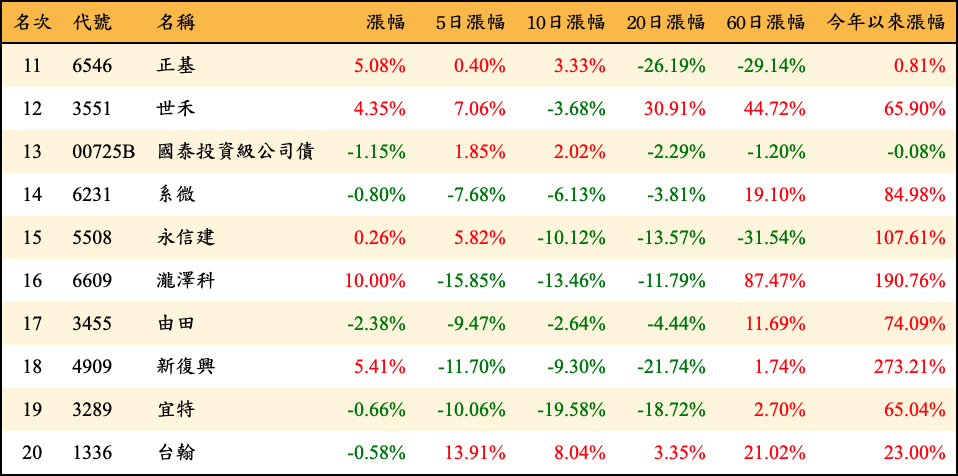 名次 代號 名稱 漲幅 5日漲幅 10日漲幅 20日漲幅 60日漲幅 今年以來漲幅
11 6546 正基 5.08% 0.40% 3.33% -26.19% -29.14% 0.81%
12 3551 世禾 4.35% 7.06% -3.68% 30.91% 44.72% 65.90%
13 00725B 國泰投資級公司債 -1.15% 1.85% 2.02% -2.29% -1.20% -0.08%
14 6231 系微 -0.80% -7.68% -6.13% -3.81% 19.10% 84.98%
15 5508 永信建 0.26% 5.82% -10.12% -13.57% -31.54% 107.61%
16 6609 瀧澤科 10.00% -15.85% -13.46% -11.79% 87.47% 190.76%
17 3455 由田 -2.38% -9.47% -2.64% -4.44% 11.69% 74.09%
18 4909 新復興 5.41% -11.70% -9.30% -21.74% 1.74% 273.21%
19 3289 宜特 -0.66% -10.06% -19.58% -18.72% 2.70% 65.04%
20 1336 台翰 -0.58% 13.91% 8.04% 3.35% 21.02% 23.00%